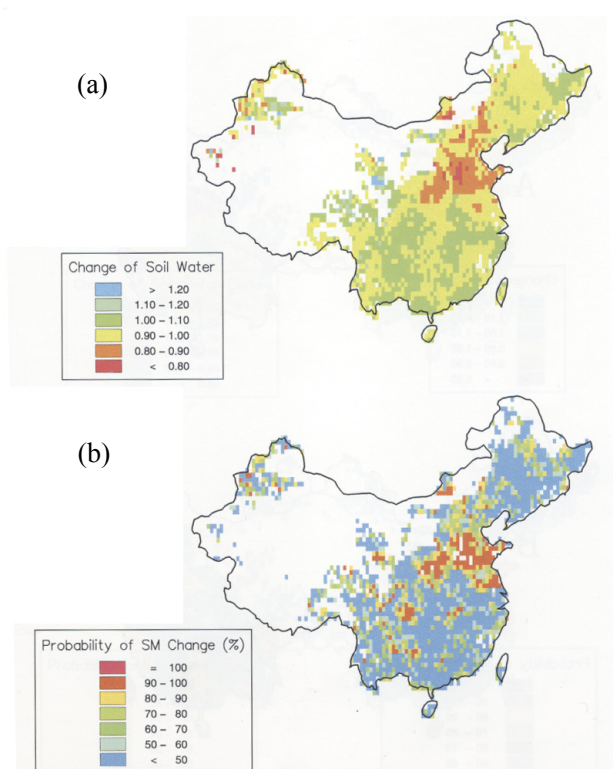 (a)
Change of Soil Water
> 1.20
1.10 – 1.20
1.00 – 1.10
0.90 – 1.00
0.80 – 0.90
< 0.80
(b)
Probability of SM Change (%)
= 100
90 – 100
80 – 90
70 – 80
60 – 70
50 – 60
< 50